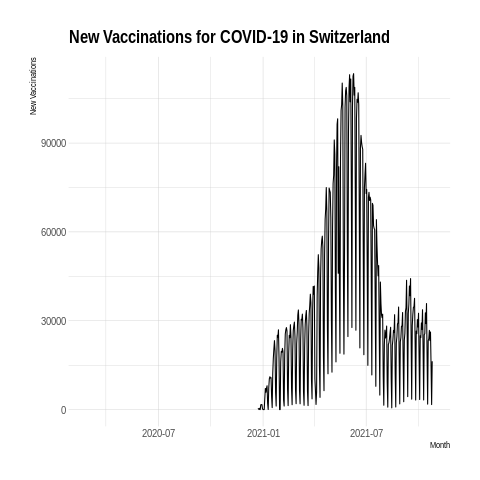 New Vaccinations for COVID-19 in Switzerland
New Vaccinations
90000
60000
30000
0
2020-07
2021-01
2021-07
Month